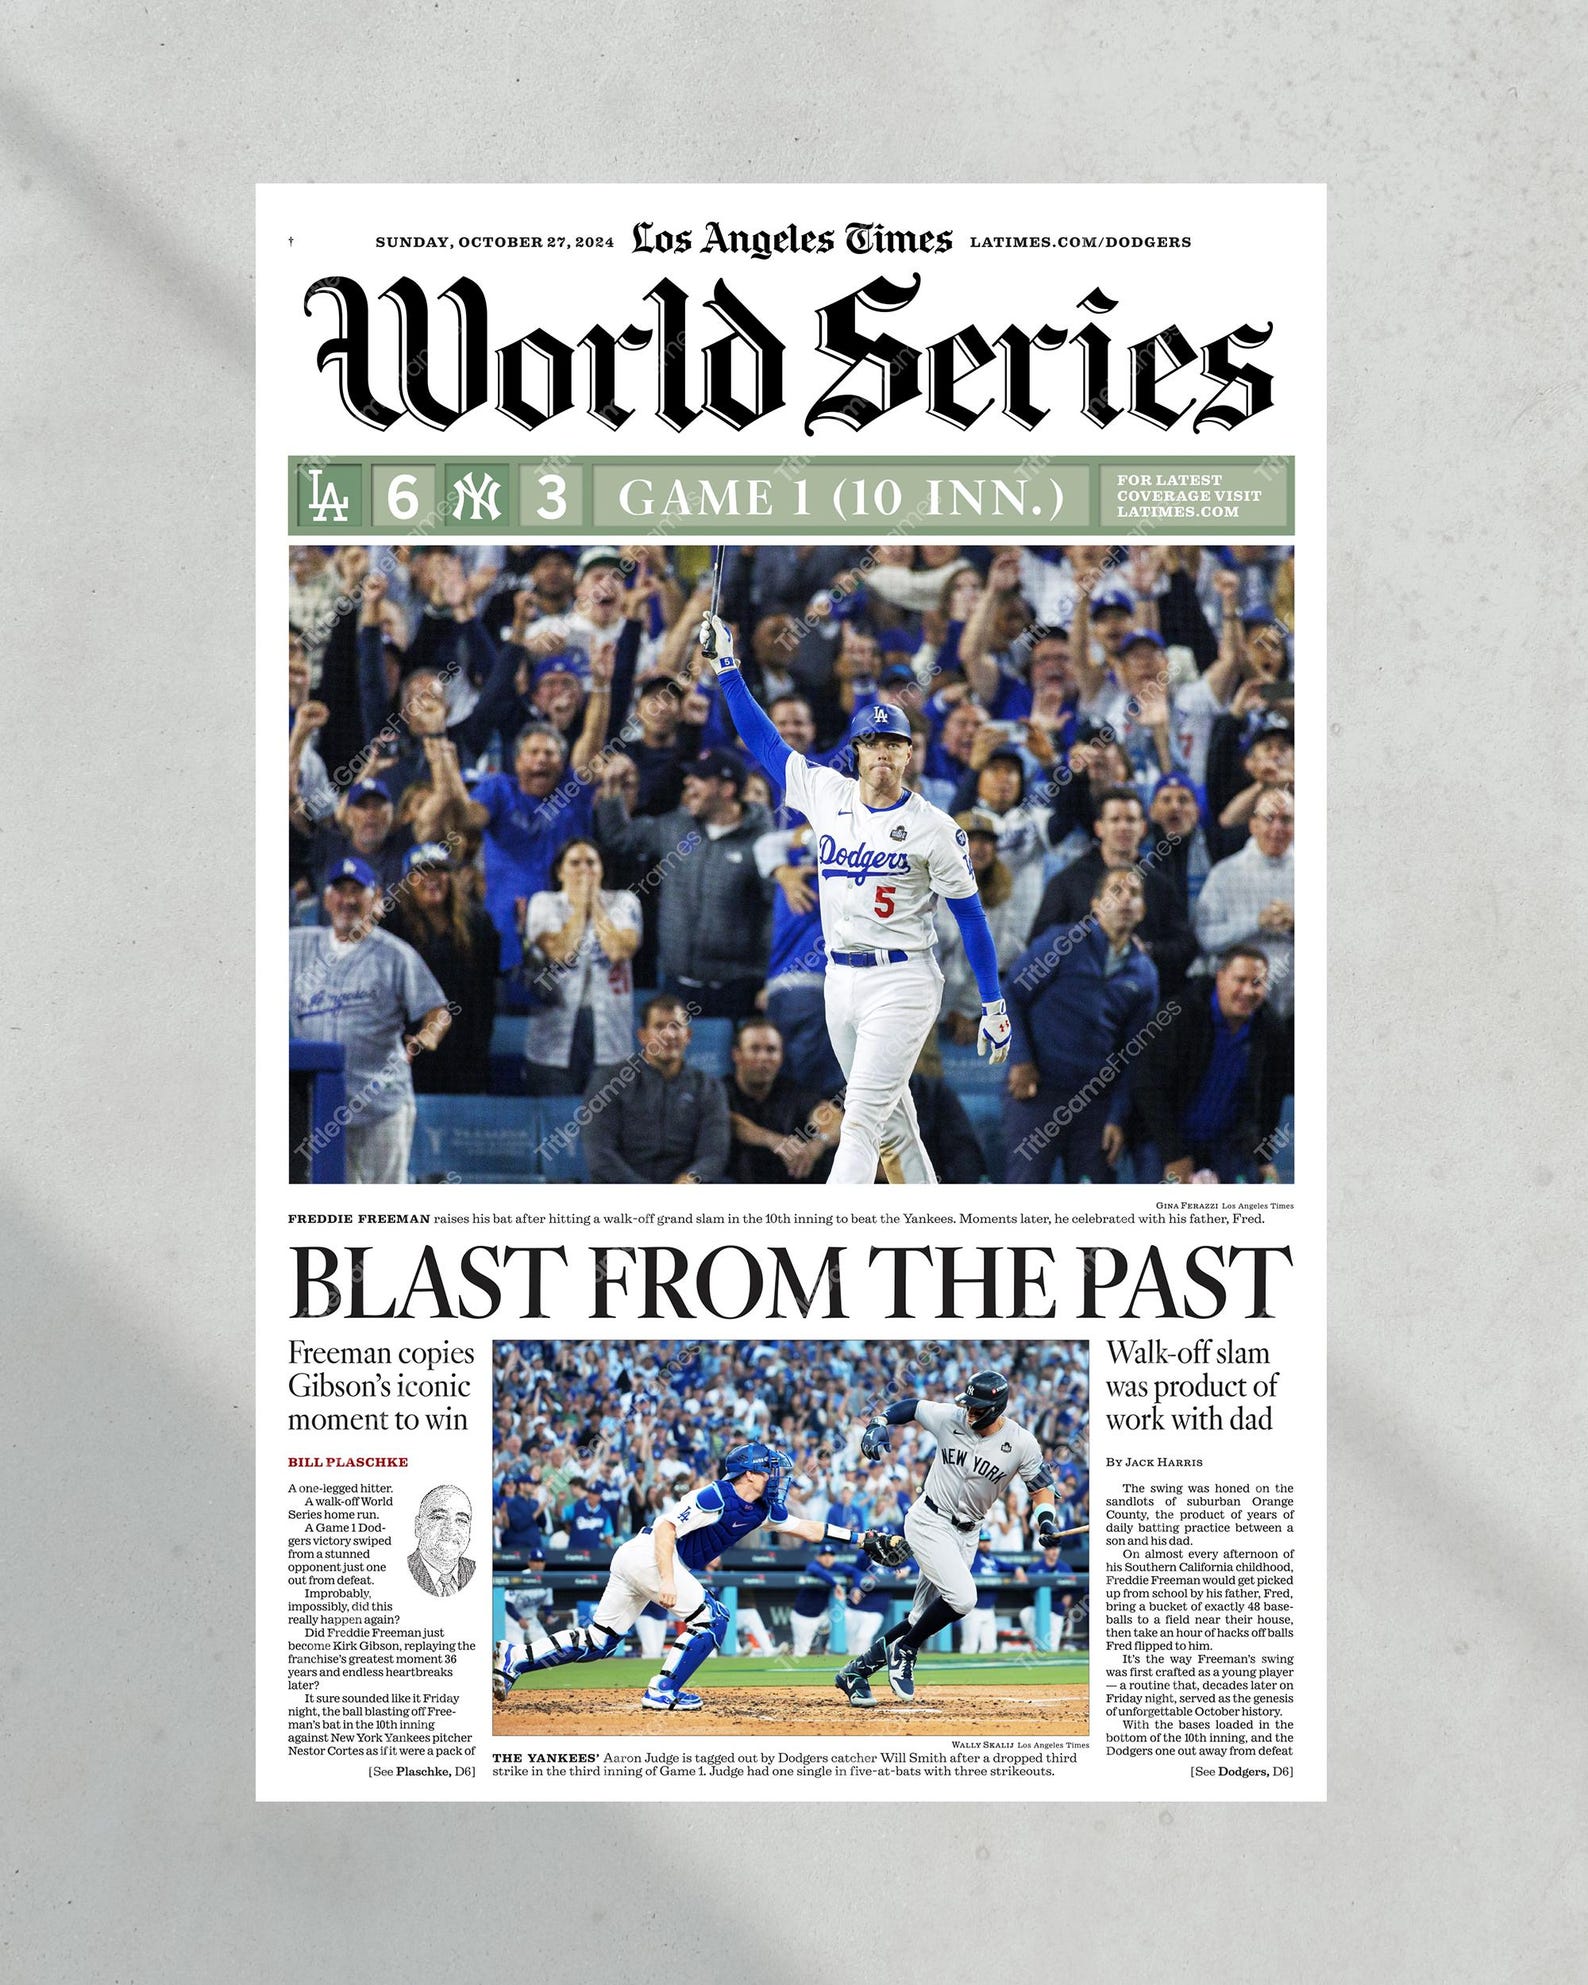 †
SUNDAY, OCTOBER 27, 2024 Los Angeles Times LATIMES.COM/DODGERS
World Series
LA 6 NY 3 GAME 1 (10 INN.)
FOR LATEST
COVERAGE VISIT
LATIMES.COM
5
LA
Dodgers
5
TitleGameFrames
GINA FERAZZI Los Angeles Times
FREDDIE FREEMAN raises his bat after hitting a walk-off grand slam in the 10th inning to beat the Yankees. Moments later, he celebrated with his father, Fred.
BLAST FROM THE PAST
Freeman copies
Gibson's iconic
moment to win
BILL PLASCHKE
A one-legged hitter.
A walk-off World
Series home run.
A Game 1 Dod-
gers victory swiped
from a stunned
opponent just one
out from defeat.
Improbably,
impossibly, did this
really happen again?
Did Freddie Freeman just
become Kirk Gibson, replaying the
franchise's greatest moment 36
years and endless heartbreaks
later?
It sure sounded like it Friday
night, the ball blasting off Free-
man's bat in the 10th inning
against New York Yankees pitcher
Nestor Cortes as if it were a pack of
[See Plaschke, D6]
NEW YORK
LA
WALLY SKALIJ Los Angeles Times
THE YANKEES' Aaron Judge is tagged out by Dodgers catcher Will Smith after a dropped third
strike in the third inning of Game 1. Judge had one single in five-at-bats with three strikeouts.
Walk-off slam
was product of
work with dad
BY JACK HARRIS
The swing was honed on the
sandlots of suburban Orange
County, the product of years of
daily batting practice between a
son and his dad.
On almost every afternoon of
his Southern California childhood,
Freddie Freeman would get picked
up from school by his father, Fred,
bring a bucket of exactly 48 base-
balls to a field near their house,
then take an hour of hacks off balls
Fred flipped to him.
It's the way Freeman's swing
was first crafted as a young player
— a routine that, decades later on
Friday night, served as the genesis
of unforgettable October history.
With the bases loaded in the
bottom of the 10th inning, and the
Dodgers one out away from defeat
[See Dodgers, D6]